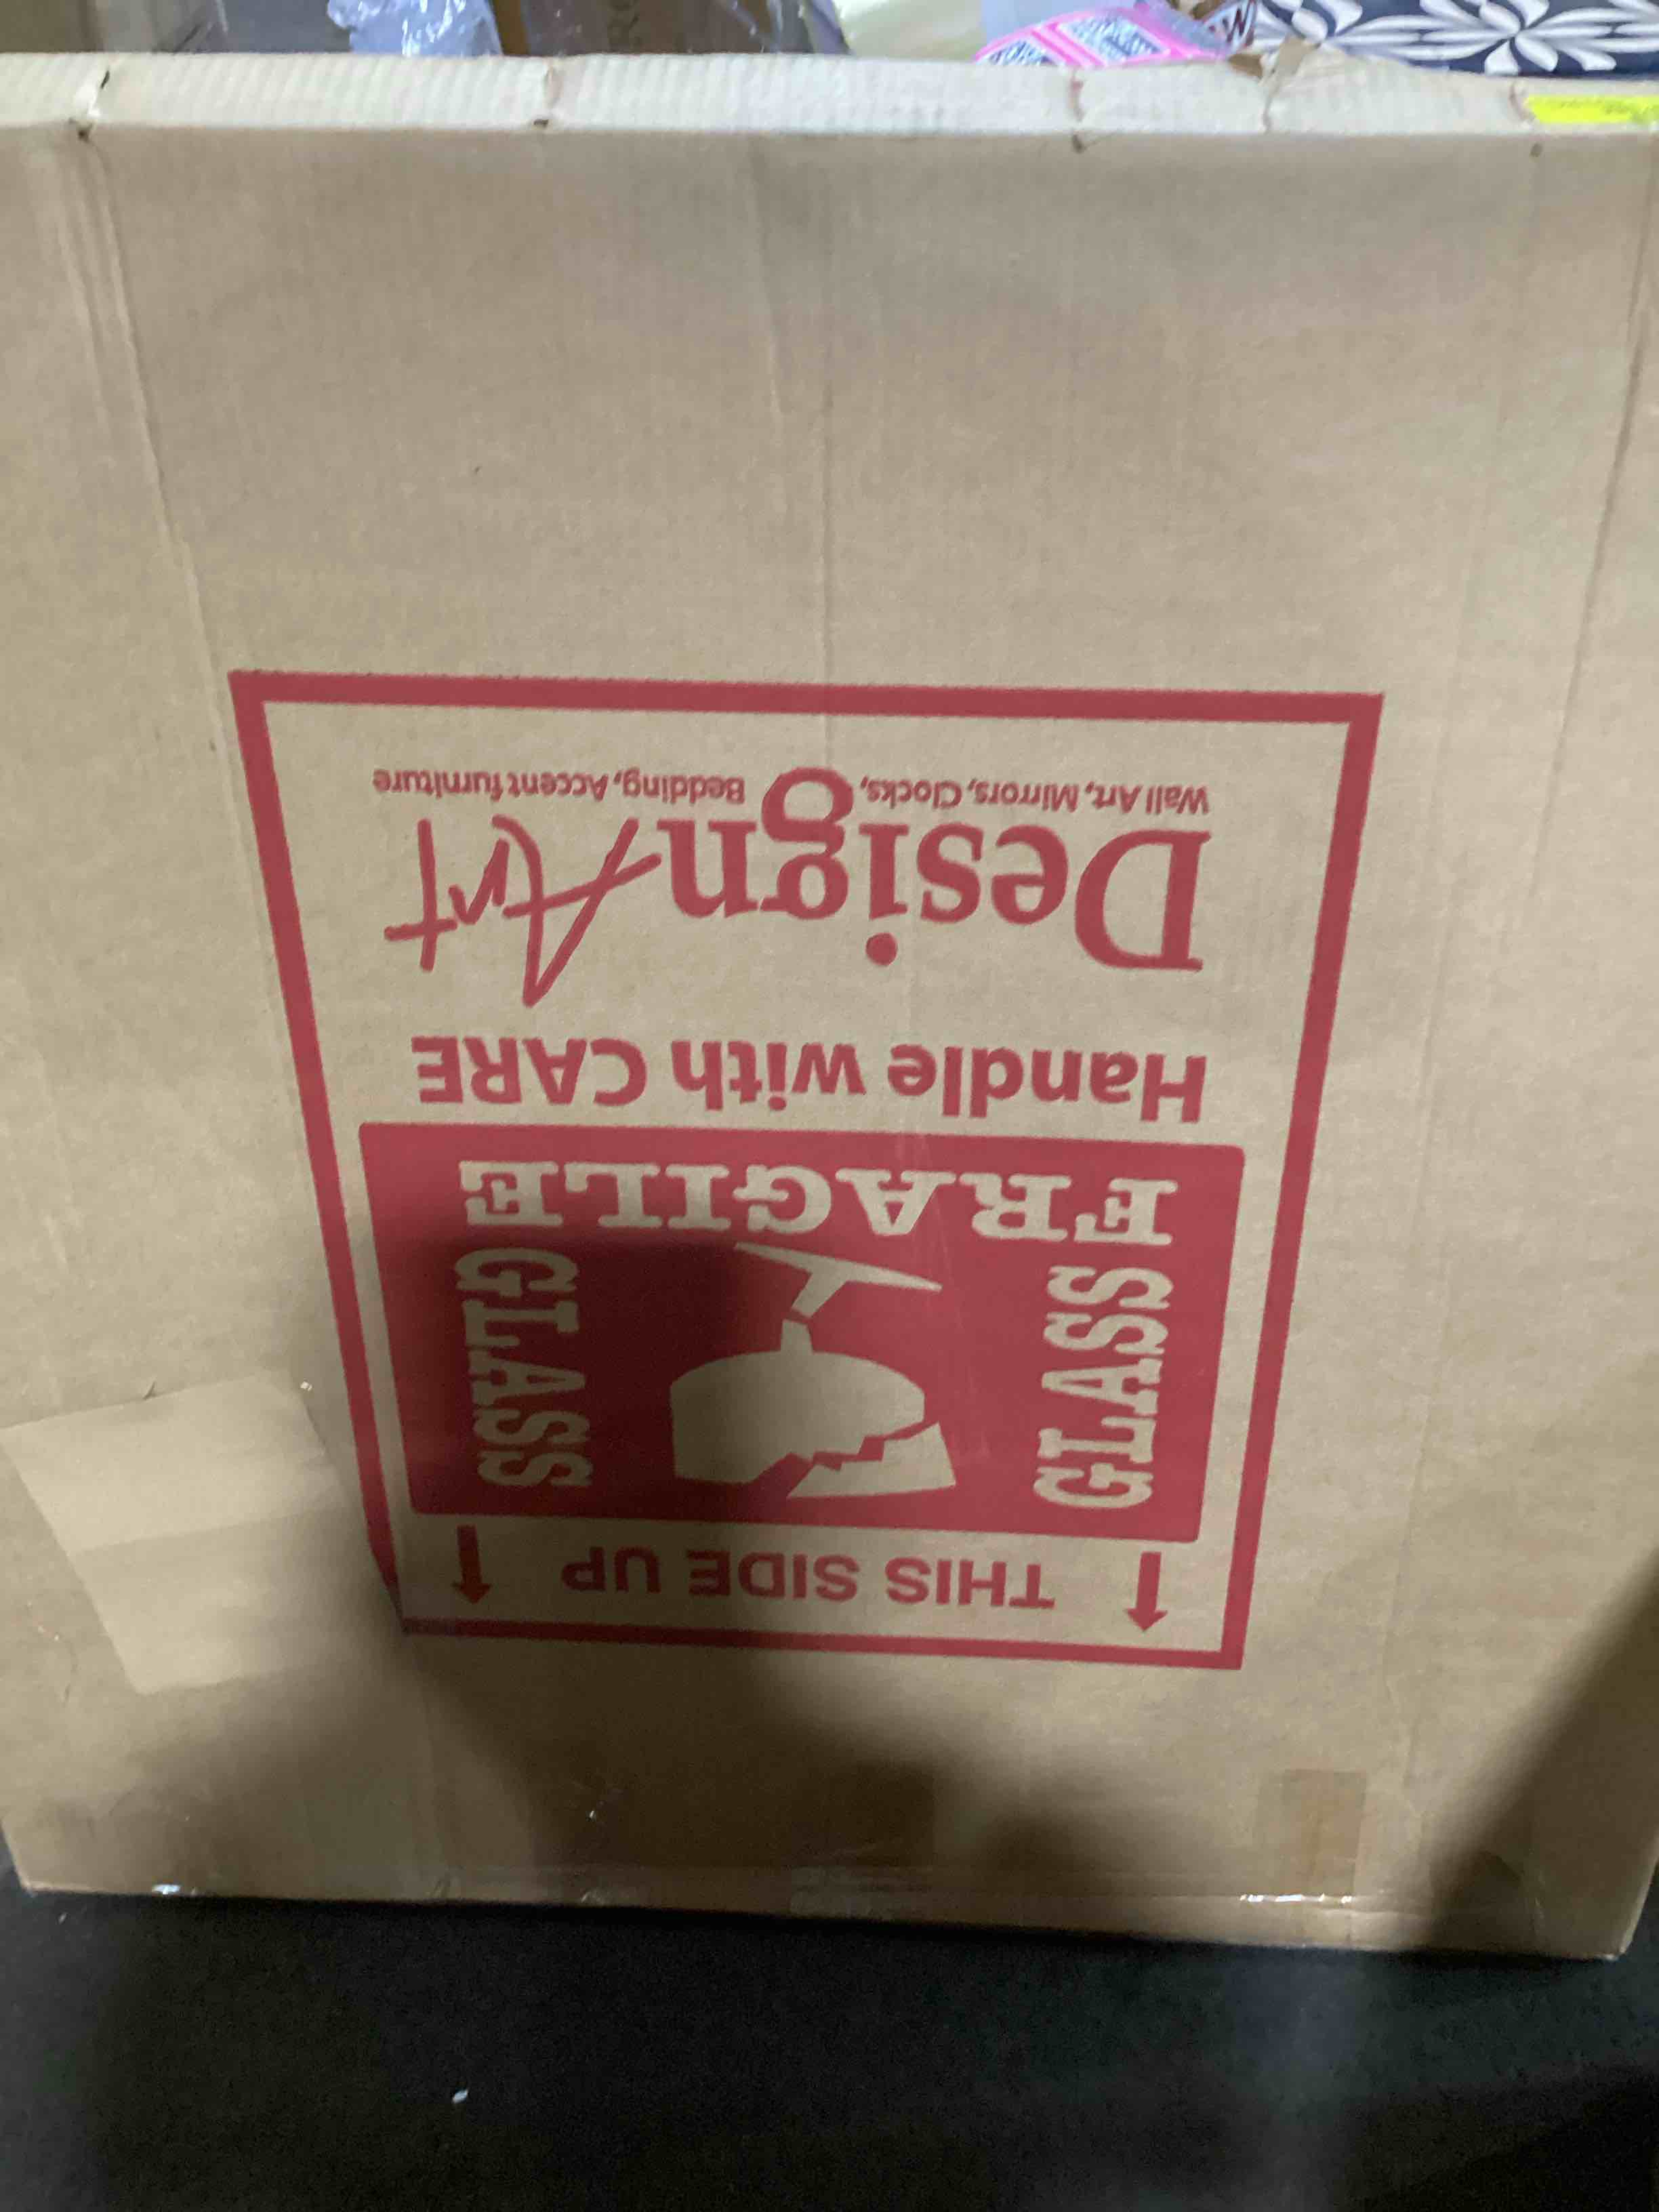 THIS SIDE UP
GLASS
GLASS
FRAGILE
Handle with CARE
DesignArt
Wall Art, Mirrors, Clocks, Bedding, Accent furniture